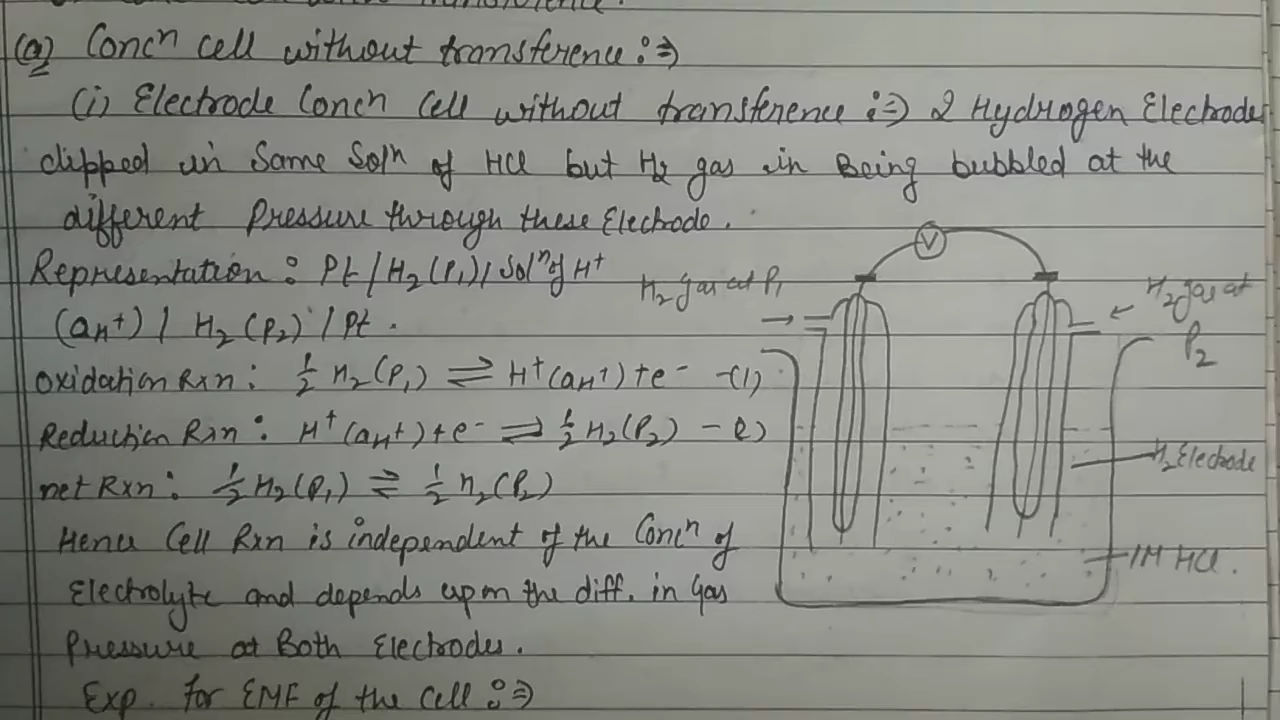 transference.
(a) Concn cell without transference :⇒
(i) Electrode Concn Cell without transference :⇒ 2 Hydrogen Electrodes
dipped in Same Soln of HCl but H2 gas in Being bubbled at the
different Pressure through these Electrode.
Representation : Pt / H2 (P1) / Soln of H+
(aH+) / H2 (P2) / Pt .
Oxidation Rxn : ½ H2 (P1) ⇌ H+ (aH+) + e- -(1)
Reduction Rxn : H+ (aH+) + e- ⇌ ½ H2 (P2) - 2)
net Rxn : ½ H2 (P1) ⇌ ½ H2 (P2)
Hence Cell Rxn is independent of the Concn of
Electrolyte and depends upon the diff. in Gas
Pressure at Both Electrodes.
Exp. for EMF of the Cell :⇒
V
H2 gas at P1
H2 gas at
P2
H2 Electrode
1M HCl .